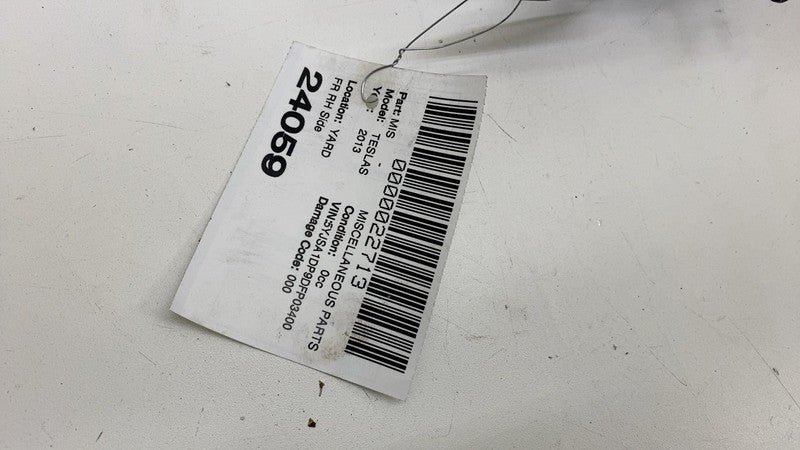 0000022713
Part: MIS - MISCELLANEOUS PARTS
Model: TESLAS Condition: 0cc
2013 VIN:5YJSA1DP9DFP03400
Location: YARD Damage Code: 000
FR RH Side
24059